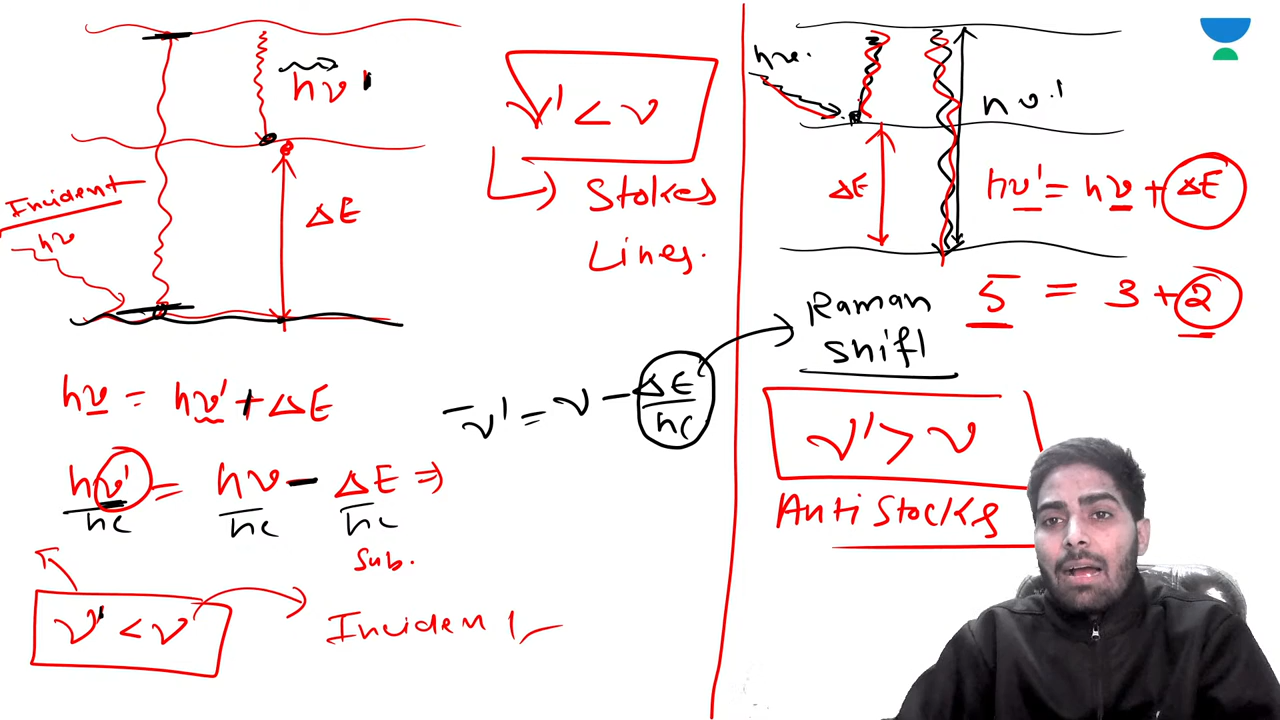 hν'
Incident
hν
ΔE
ν' < ν
Stokes
Lines.
hν = hν' + ΔE
hν' = hν - ΔE ⇒
hc hc hc
Sub.
ν' < ν
Incident
ν̄' = ν - ΔE
hc
hν.
hν'
ΔE
hν' = hν + ΔE
5 = 3 + 2
Raman
Shift
ν' > ν
Anti Stocks